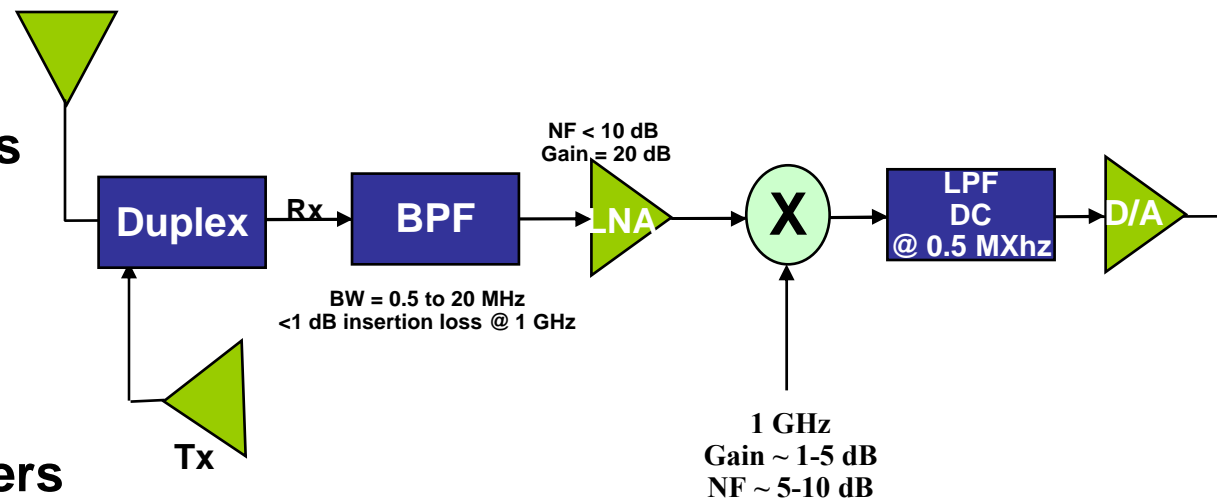 s
NF < 10 dB
Gain = 20 dB
Duplex
Rx
BPF
LNA
X
LPF
DC
@ 0.5 MXhz
D/A
BW = 0.5 to 20 MHz
<1 dB insertion loss @ 1 GHz
1 GHz
Gain ~ 1-5 dB
NF ~ 5-10 dB
Tx
ers